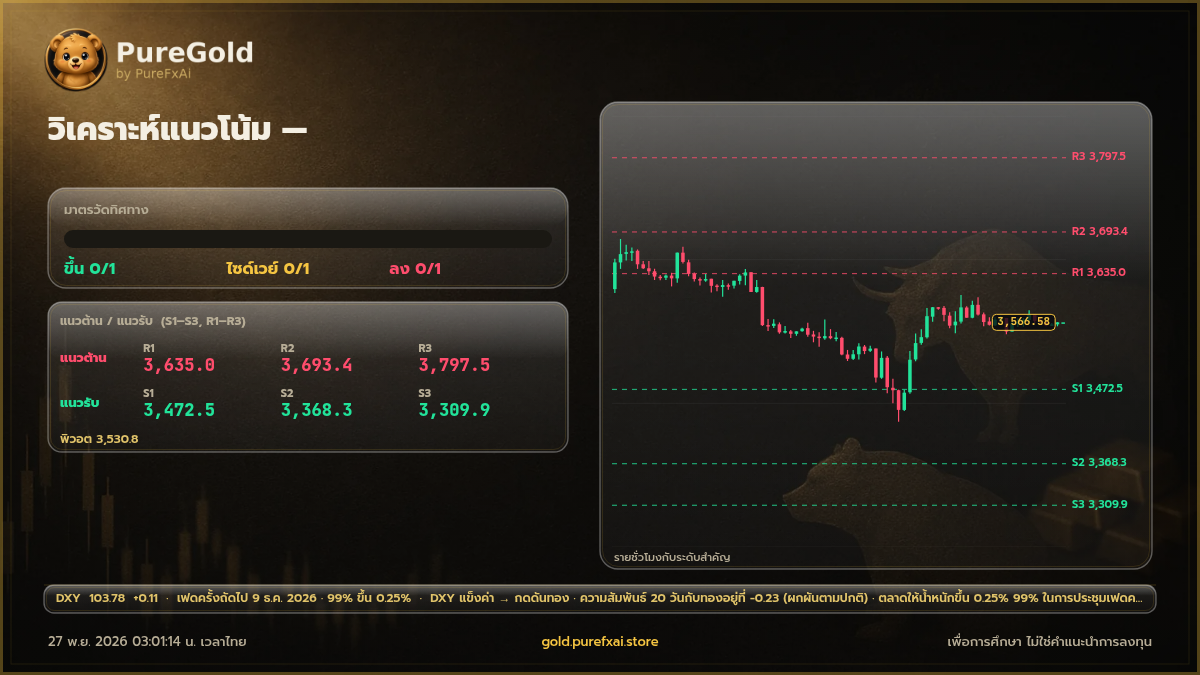 PureGold
by PureFxAi
วิเคราะห์แนวโน้ม —
มาตรวัดทิศทาง
ขึ้น 0/1 ไซด์เวย์ 0/1 ลง 0/1
แนวต้าน / แนวรับ (S1–S3, R1–R3)
R1 R2 R3
แนวต้าน 3,635.0 3,693.4 3,797.5
S1 S2 S3
แนวรับ 3,472.5 3,368.3 3,309.9
พิวอต 3,530.8
R3 3,797.5
R2 3,693.4
R1 3,635.0
3,566.58
S1 3,472.5
S2 3,368.3
S3 3,309.9
รายชั่วโมงกับระดับสำคัญ
DXY 103.78 +0.11 · เฟดครั้งถัดไป 9 ธ.ค. 2026 · 99% ขึ้น 0.25% · DXY แข็งค่า → กดดันทอง · ความสัมพันธ์ 20 วันกับทองอยู่ที่ -0.23 (ผกผันตามปกติ) · ตลาดให้น้ำหนักขึ้น 0.25% 99% ในการประชุมเฟดค...
27 พ.ย. 2026 03:01:14 น. เวลาไทย
gold.purefxai.store
เพื่อการศึกษา ไม่ใช่คำแนะนำการลงทุน